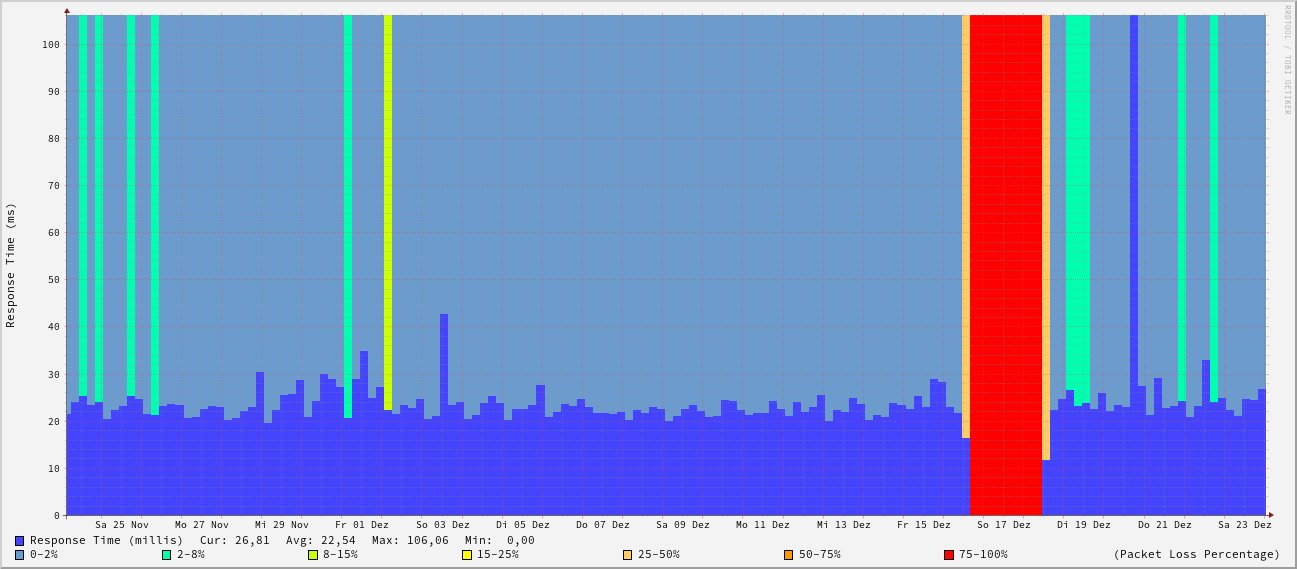 RRDTOOL / TOBI OETIKER
Response Time (ms)
100
90
80
70
60
50
40
30
20
10
0
Sa 25 Nov Mo 27 Nov Mi 29 Nov Fr 01 Dez So 03 Dez Di 05 Dez Do 07 Dez Sa 09 Dez Mo 11 Dez Mi 13 Dez Fr 15 Dez So 17 Dez Di 19 Dez Do 21 Dez Sa 23 Dez
Response Time (millis) Cur: 26,81 Avg: 22,54 Max: 106,06 Min: 0,00
0-2% 2-8% 8-15% 15-25% 25-50% 50-75% 75-100% (Packet Loss Percentage)